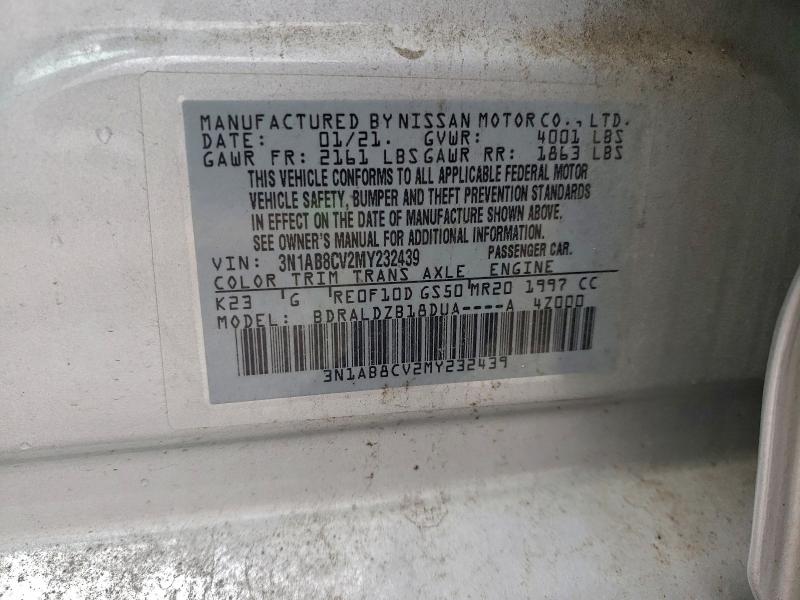 MANUFACTURED BY NISSAN MOTOR CO., LTD.
DATE: 01/21. GVWR: 4001 LBS
GAWR FR: 2161 LBS GAWR RR: 1863 LBS
THIS VEHICLE CONFORMS TO ALL APPLICABLE FEDERAL MOTOR
VEHICLE SAFETY, BUMPER AND THEFT PREVENTION STANDARDS
IN EFFECT ON THE DATE OF MANUFACTURE SHOWN ABOVE.
SEE OWNER'S MANUAL FOR ADDITIONAL INFORMATION.
VIN: 3N1AB8CV2MY232439 PASSENGER CAR.
COLOR TRIM TRANS AXLE ENGINE
K23 G RE0F10D GS50 MR20 1997 CC
MODEL: BDRALDZB18DUA----A 4Z000
3N1AB8CV2MY232439